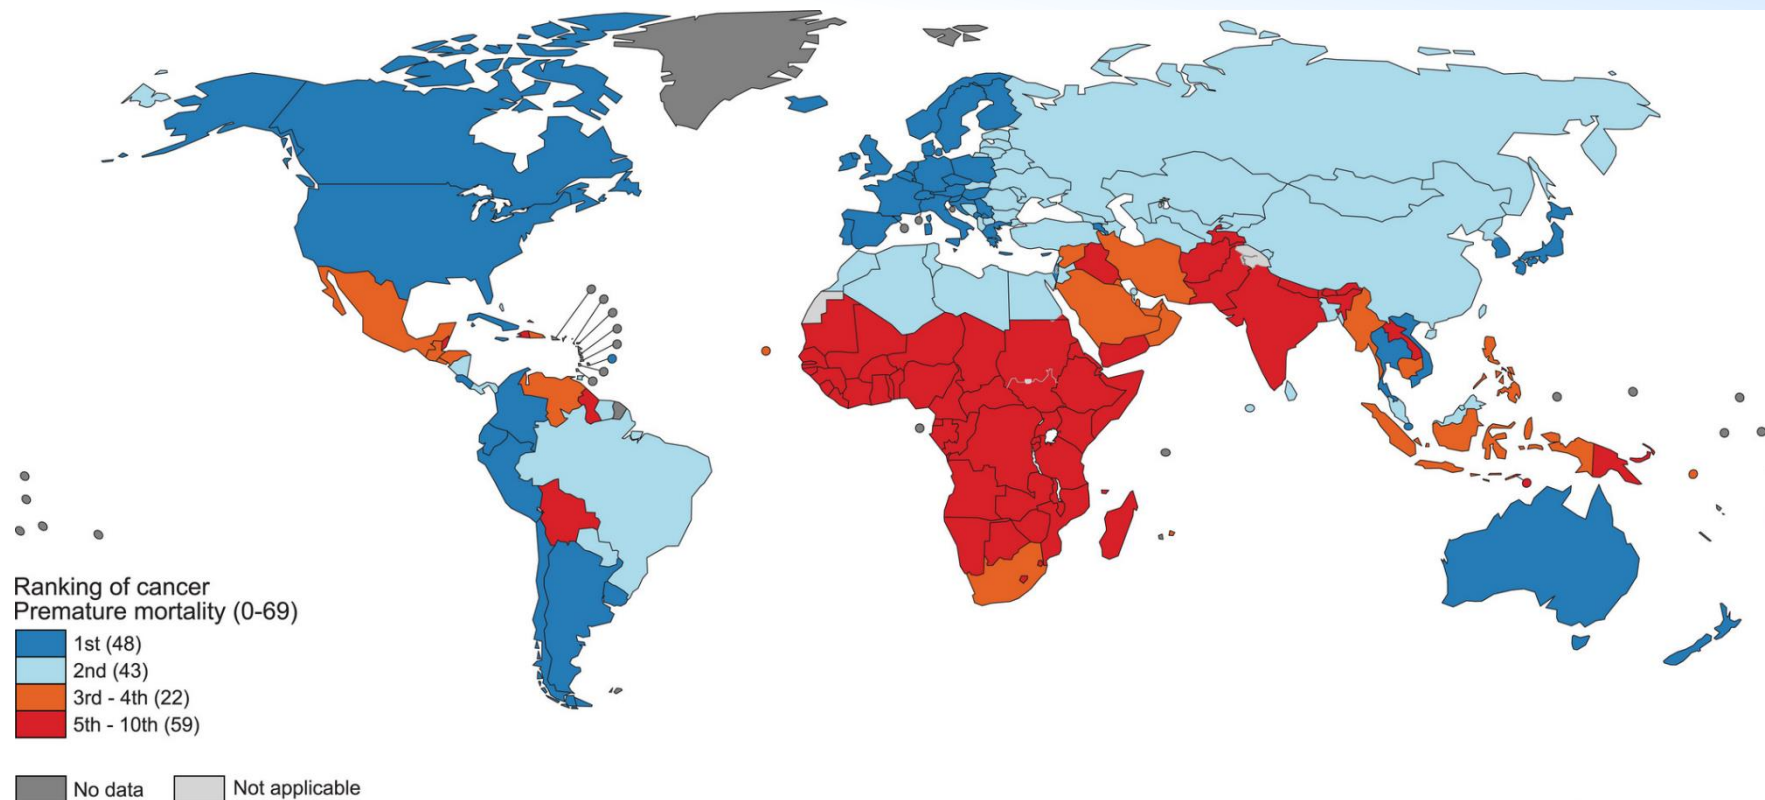 Ranking of cancer
Premature mortality (0-69)
1st (48)
2nd (43)
3rd - 4th (22)
5th - 10th (59)
No data
Not applicable